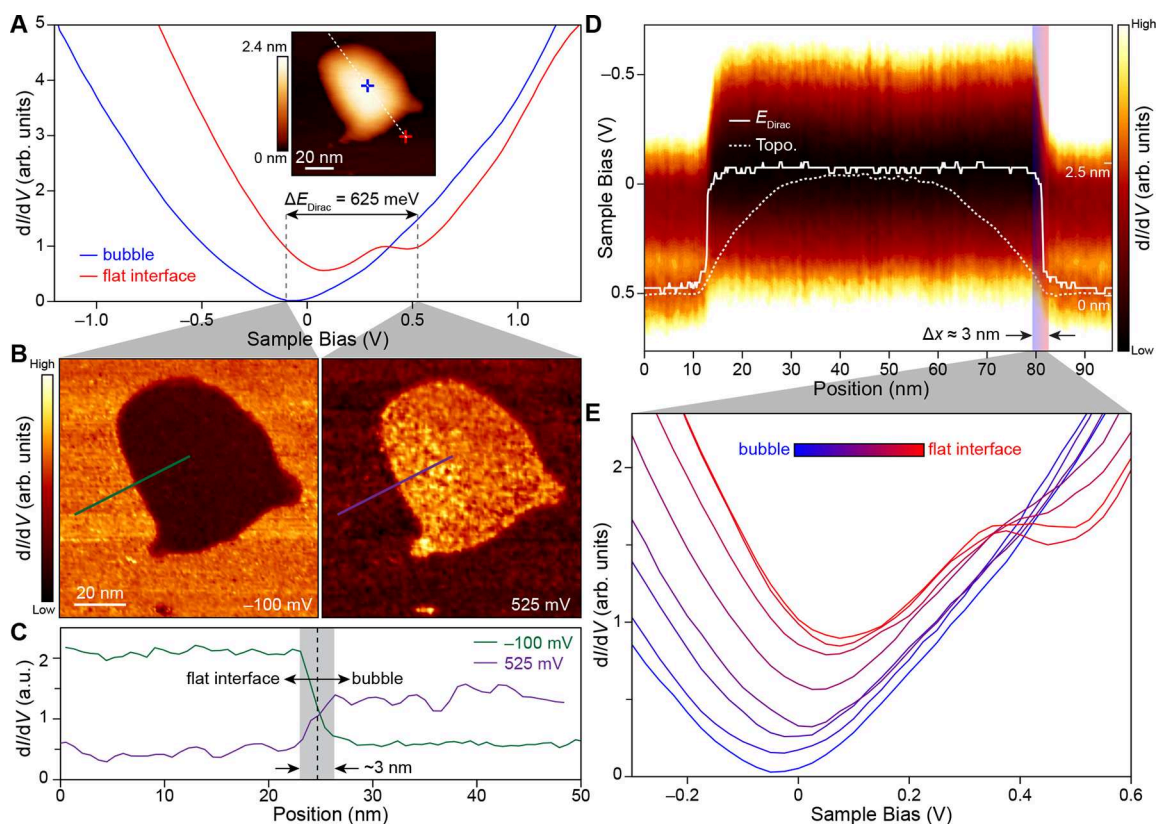 A
5
4
3
2
1
0
dI/dV (arb. units)
2.4 nm
0 nm
20 nm
ΔE_Dirac = 625 meV
bubble
flat interface
–1.0
–0.5
0
0.5
1.0
Sample Bias (V)
B
High
Low
dI/dV (arb. units)
20 nm
–100 mV
525 mV
C
2
1
0
dI/dV (a.u.)
–100 mV
525 mV
flat interface
bubble
~3 nm
0
10
20
30
40
50
Position (nm)
D
–0.5
0
0.5
Sample Bias (V)
E_Dirac
Topo.
2.5 nm
0 nm
Δx ≈ 3 nm
High
Low
dI/dV (arb. units)
0
10
20
30
40
50
60
70
80
90
Position (nm)
E
2
1
0
dI/dV (arb. units)
bubble
flat interface
–0.2
0
0.2
0.4
0.6
Sample Bias (V)